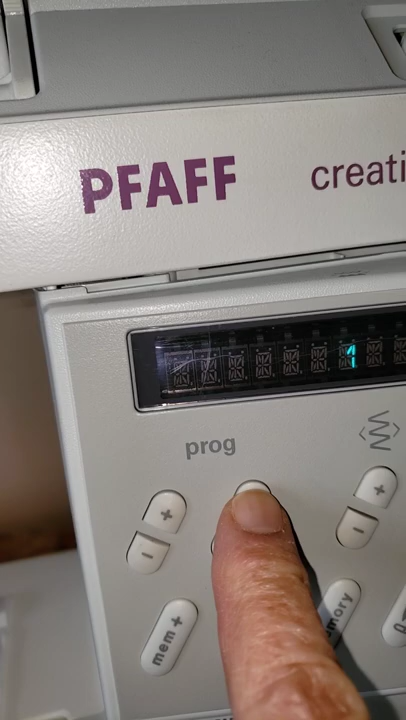 PFAFF creati
1
prog
+ +
- -
mem+ mory